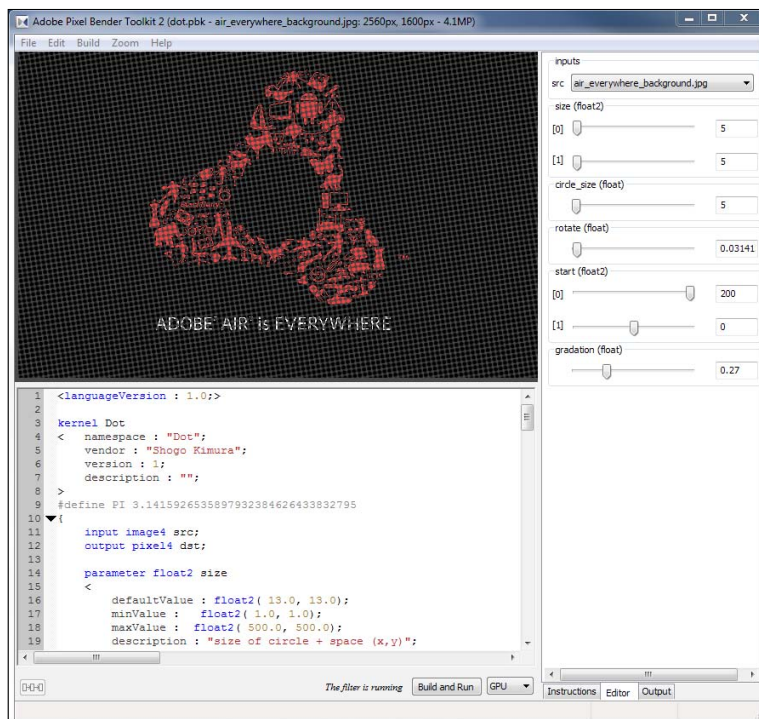 Adobe Pixel Bender Toolkit 2 (dot.pbk - air_everywhere_background.jpg: 2560px, 1600px - 4.1MP)
File Edit Build Zoom Help
ADOBE® AIR™ is EVERYWHERE
inputs
src air_everywhere_background.jpg
size (float2)
[0] 5
[1] 5
circle_size (float)
5
rotate (float)
0.03141
start (float2)
[0] 200
[1] 0
gradation (float)
0.27
1 <languageVersion : 1.0;>
2
3 kernel Dot
4 < namespace : "Dot";
5 vendor : "Shogo Kimura";
6 version : 1;
7 description : "";
8 >
9 #define PI 3.14159265358979323846264338327​95
10 {
11 input image4 src;
12 output pixel4 dst;
13
14 parameter float2 size
15 <
16 defaultValue : float2( 13.0, 13.0);
17 minValue : float2( 1.0, 1.0);
18 maxValue : float2( 500.0, 500.0);
19 description : "size of circle + space (x,y)";
The filter is running Build and Run GPU
Instructions Editor Output